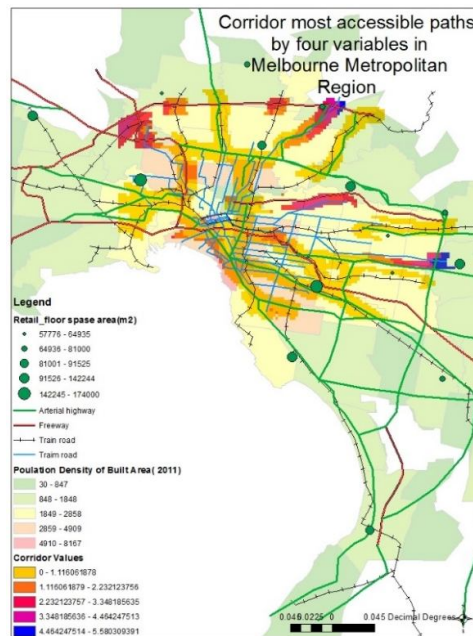 Corridor most accessible paths
by four variables in
Melbourne Metropolitan
Region
Legend
Retail_floor spase area(m2)
57776 - 64935
64936 - 81000
81001 - 91525
91526 - 142244
142245 - 174000
Arterial highway
Freeway
Train road
Traim road
Poulation Density of Built Area( 2011)
30 - 847
848 - 1848
1849 - 2858
2859 - 4909
4910 - 8167
Corridor Values
0 - 1.116061878
1.116061879 - 2.232123756
2.232123757 - 3.348185635
3.348185636 - 4.464247513
4.464247514 - 5.580309391
0.0450.0225 0 0.045 Decimal Degrees